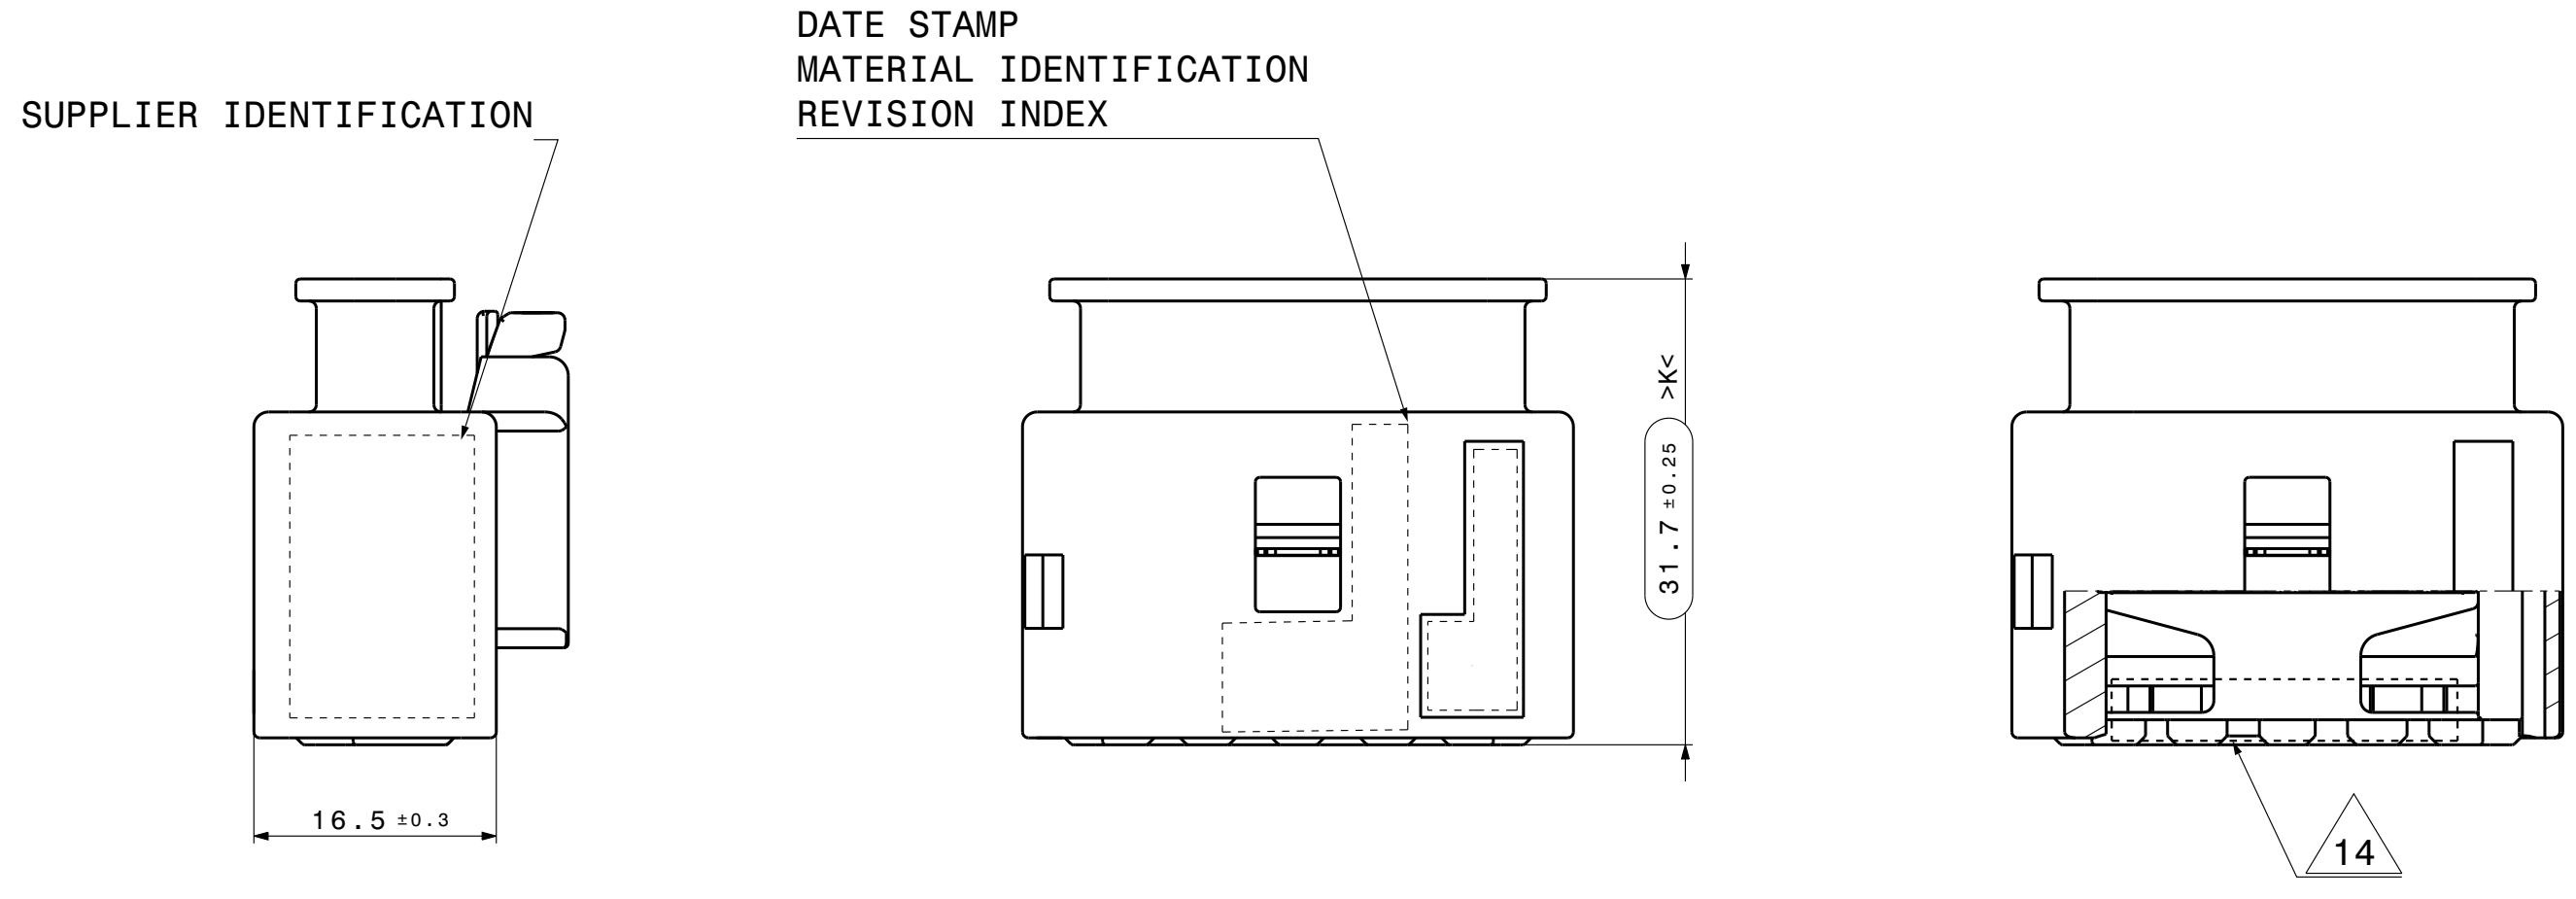 DATE STAMP
MATERIAL IDENTIFICATION
REVISION INDEX
SUPPLIER IDENTIFICATION
31.7 ±0.25 >K<
16.5 ±0.3
14